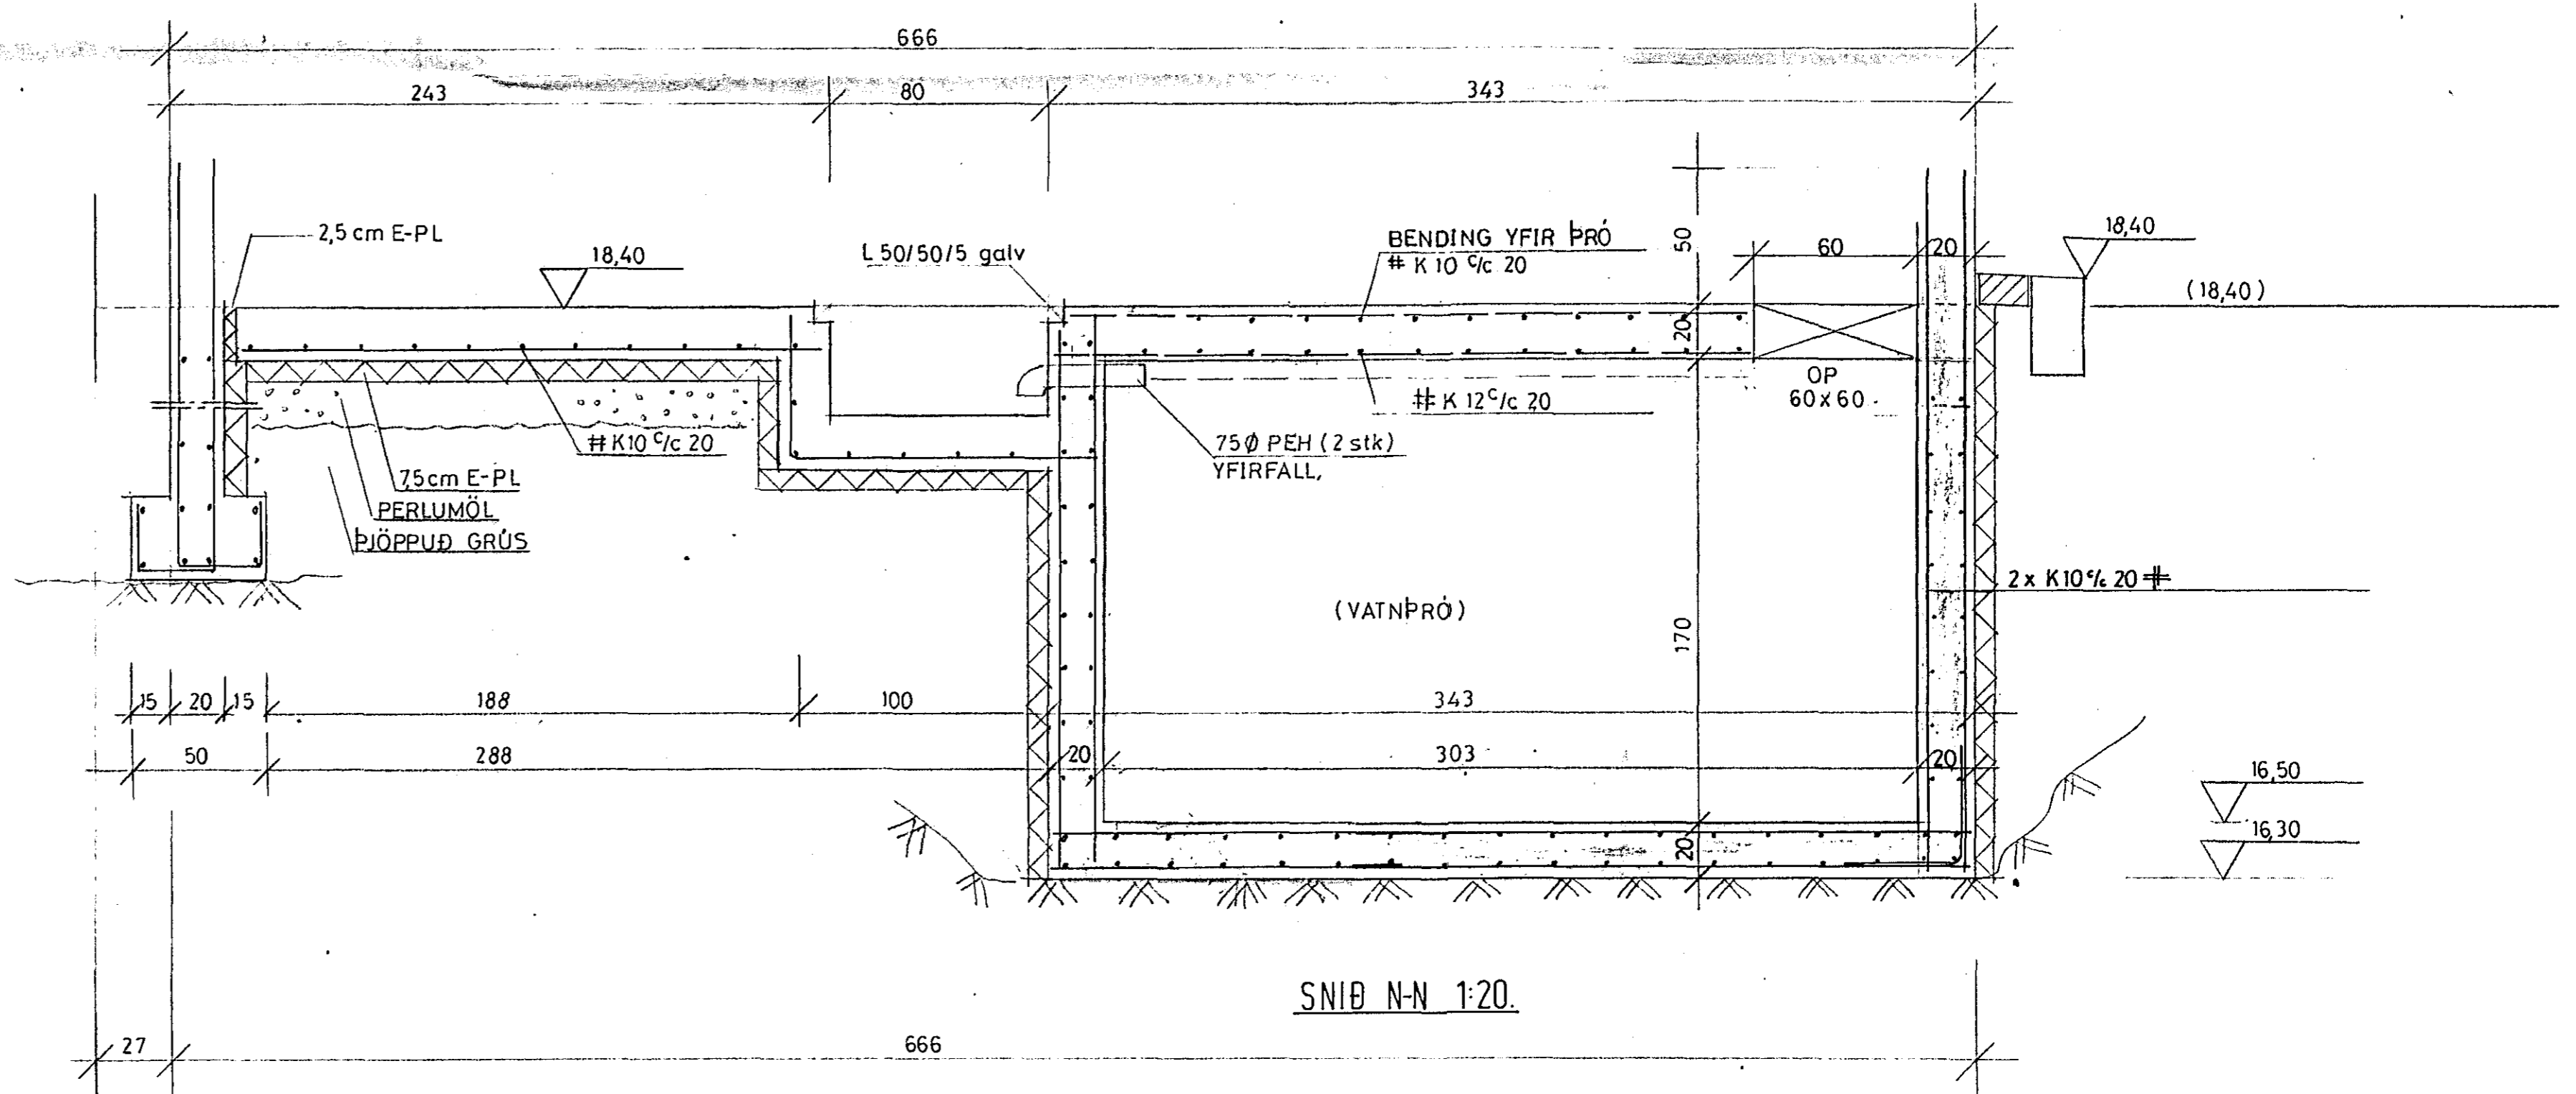 666
243
80
343
2,5 cm E-PL
18,40
L 50/50/5 galv
BENDING YFIR ÞRÓ
# K 10 c/c 20
50
60
20
18,40
(18,40)
20
OP
60x60
# K 12 c/c 20
# K10 c/c 20
75Ø PEH (2 stk)
YFIRFALL,
7,5cm E-PL
PERLUMÖL
ÞJÖPPUÐ GRÚS
2x K10 c/c 20 #
(VATNÞRÓ)
170
15
20
15
188
100
343
50
288
20
303
20
16,50
16,30
20
SNIÐ N-N 1:20.
27
666